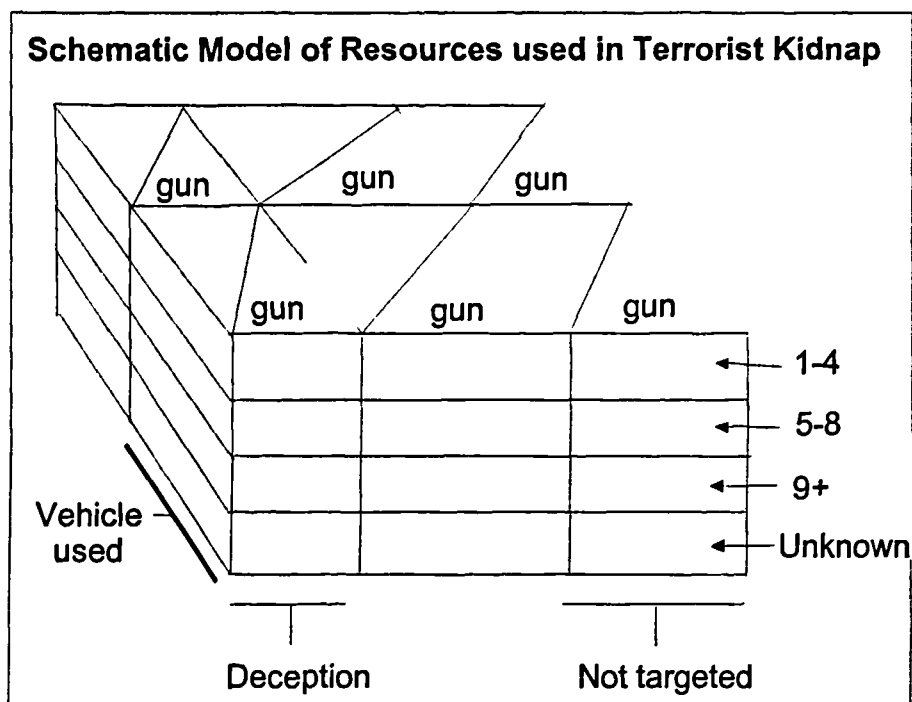 Schematic Model of Resources used in Terrorist Kidnap
gun gun gun
gun gun gun
1-4
5-8
9+
Unknown
Vehicle
used
Deception Not targeted